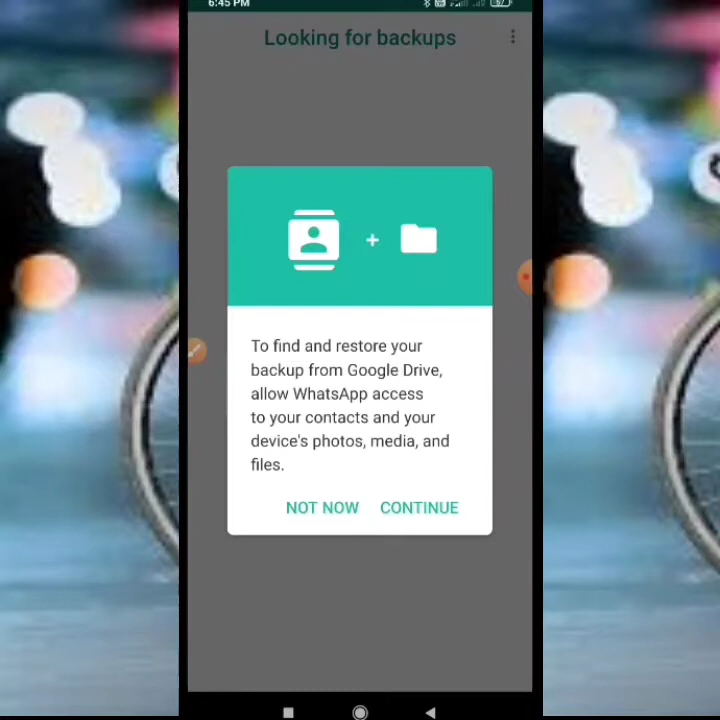 6:45 PM
Looking for backups
+
To find and restore your
backup from Google Drive,
allow WhatsApp access
to your contacts and your
device's photos, media, and
files.
NOT NOW CONTINUE